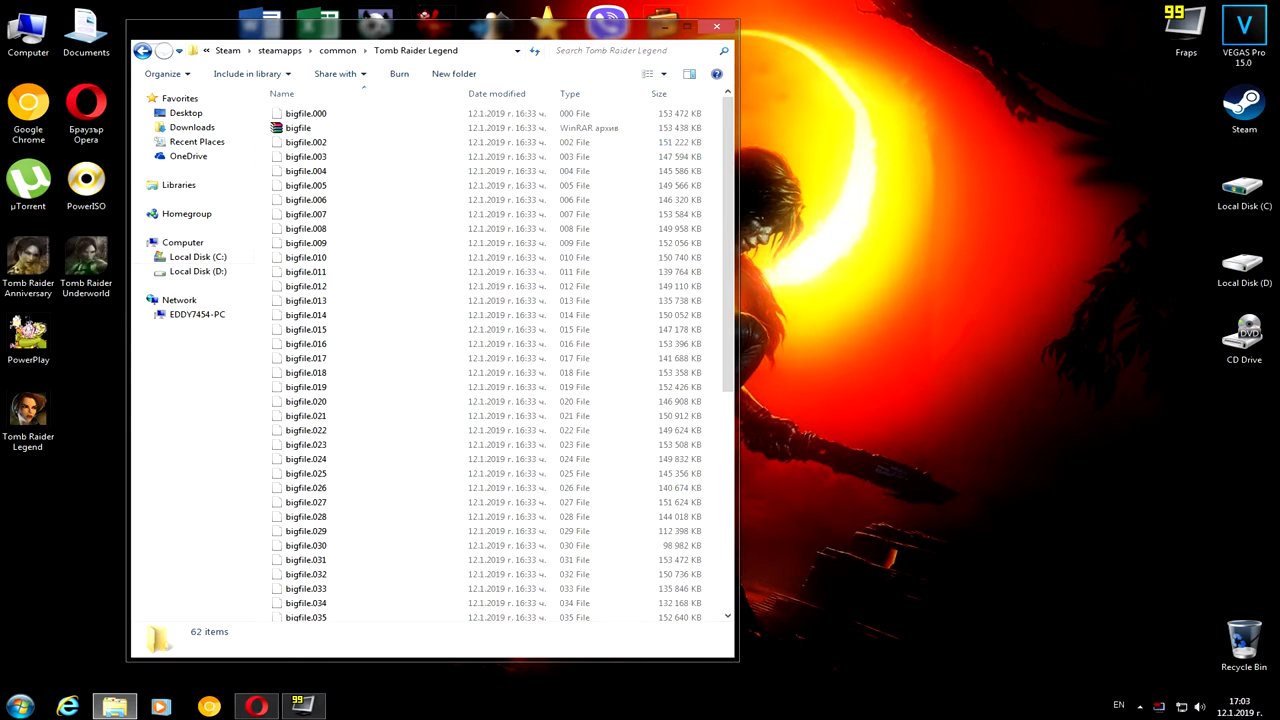 Steam
steamapps
common
Tomb Raider Legend
Search Tomb Raider Legend
Organize
Include in library
Share with
Burn
New folder
Name
Date modified
Type
Size
Favorites
Desktop
Downloads
Recent Places
OneDrive
Libraries
Homegroup
Computer
Local Disk (C:)
Local Disk (D:)
Network
EDDY7454-PC
bigfile.000 12.1.2019 г. 16:33 ч. 000 File 153 472 KB
bigfile 12.1.2019 г. 16:33 ч. WinRAR архив 153 438 KB
bigfile.002 12.1.2019 г. 16:33 ч. 002 File 151 222 KB
bigfile.003 12.1.2019 г. 16:33 ч. 003 File 147 594 KB
bigfile.004 12.1.2019 г. 16:33 ч. 004 File 145 586 KB
bigfile.005 12.1.2019 г. 16:33 ч. 005 File 149 566 KB
bigfile.006 12.1.2019 г. 16:33 ч. 006 File 146 320 KB
bigfile.007 12.1.2019 г. 16:33 ч. 007 File 153 584 KB
bigfile.008 12.1.2019 г. 16:33 ч. 008 File 149 958 KB
bigfile.009 12.1.2019 г. 16:33 ч. 009 File 152 056 KB
bigfile.010 12.1.2019 г. 16:33 ч. 010 File 150 740 KB
bigfile.011 12.1.2019 г. 16:33 ч. 011 File 139 764 KB
bigfile.012 12.1.2019 г. 16:33 ч. 012 File 149 110 KB
bigfile.013 12.1.2019 г. 16:33 ч. 013 File 135 738 KB
bigfile.014 12.1.2019 г. 16:33 ч. 014 File 150 052 KB
bigfile.015 12.1.2019 г. 16:33 ч. 015 File 147 178 KB
bigfile.016 12.1.2019 г. 16:33 ч. 016 File 153 396 KB
bigfile.017 12.1.2019 г. 16:33 ч. 017 File 141 688 KB
bigfile.018 12.1.2019 г. 16:33 ч. 018 File 153 358 KB
bigfile.019 12.1.2019 г. 16:33 ч. 019 File 152 426 KB
bigfile.020 12.1.2019 г. 16:33 ч. 020 File 146 908 KB
bigfile.021 12.1.2019 г. 16:33 ч. 021 File 150 912 KB
bigfile.022 12.1.2019 г. 16:33 ч. 022 File 149 624 KB
bigfile.023 12.1.2019 г. 16:33 ч. 023 File 153 508 KB
bigfile.024 12.1.2019 г. 16:33 ч. 024 File 149 832 KB
bigfile.025 12.1.2019 г. 16:33 ч. 025 File 145 356 KB
bigfile.026 12.1.2019 г. 16:33 ч. 026 File 140 674 KB
bigfile.027 12.1.2019 г. 16:33 ч. 027 File 151 624 KB
bigfile.028 12.1.2019 г. 16:33 ч. 028 File 144 018 KB
bigfile.029 12.1.2019 г. 16:33 ч. 029 File 112 398 KB
bigfile.030 12.1.2019 г. 16:33 ч. 030 File 98 982 KB
bigfile.031 12.1.2019 г. 16:33 ч. 031 File 153 472 KB
bigfile.032 12.1.2019 г. 16:33 ч. 032 File 150 736 KB
bigfile.033 12.1.2019 г. 16:33 ч. 033 File 135 846 KB
bigfile.034 12.1.2019 г. 16:33 ч. 034 File 132 168 KB
bigfile.035 12.1.2019 г. 16:33 ч. 035 File 152 640 KB
62 items
Computer
Documents
Google
Chrome
Браузър
Opera
µTorrent
PowerISO
Tomb Raider
Anniversary
Tomb Raider
Underworld
PowerPlay
Tomb Raider
Legend
99
Fraps
V
VEGAS Pro
15.0
Steam
Local Disk (C)
Local Disk (D)
DVD
CD Drive
Recycle Bin
99
EN
17:03
12.1.2019 г.